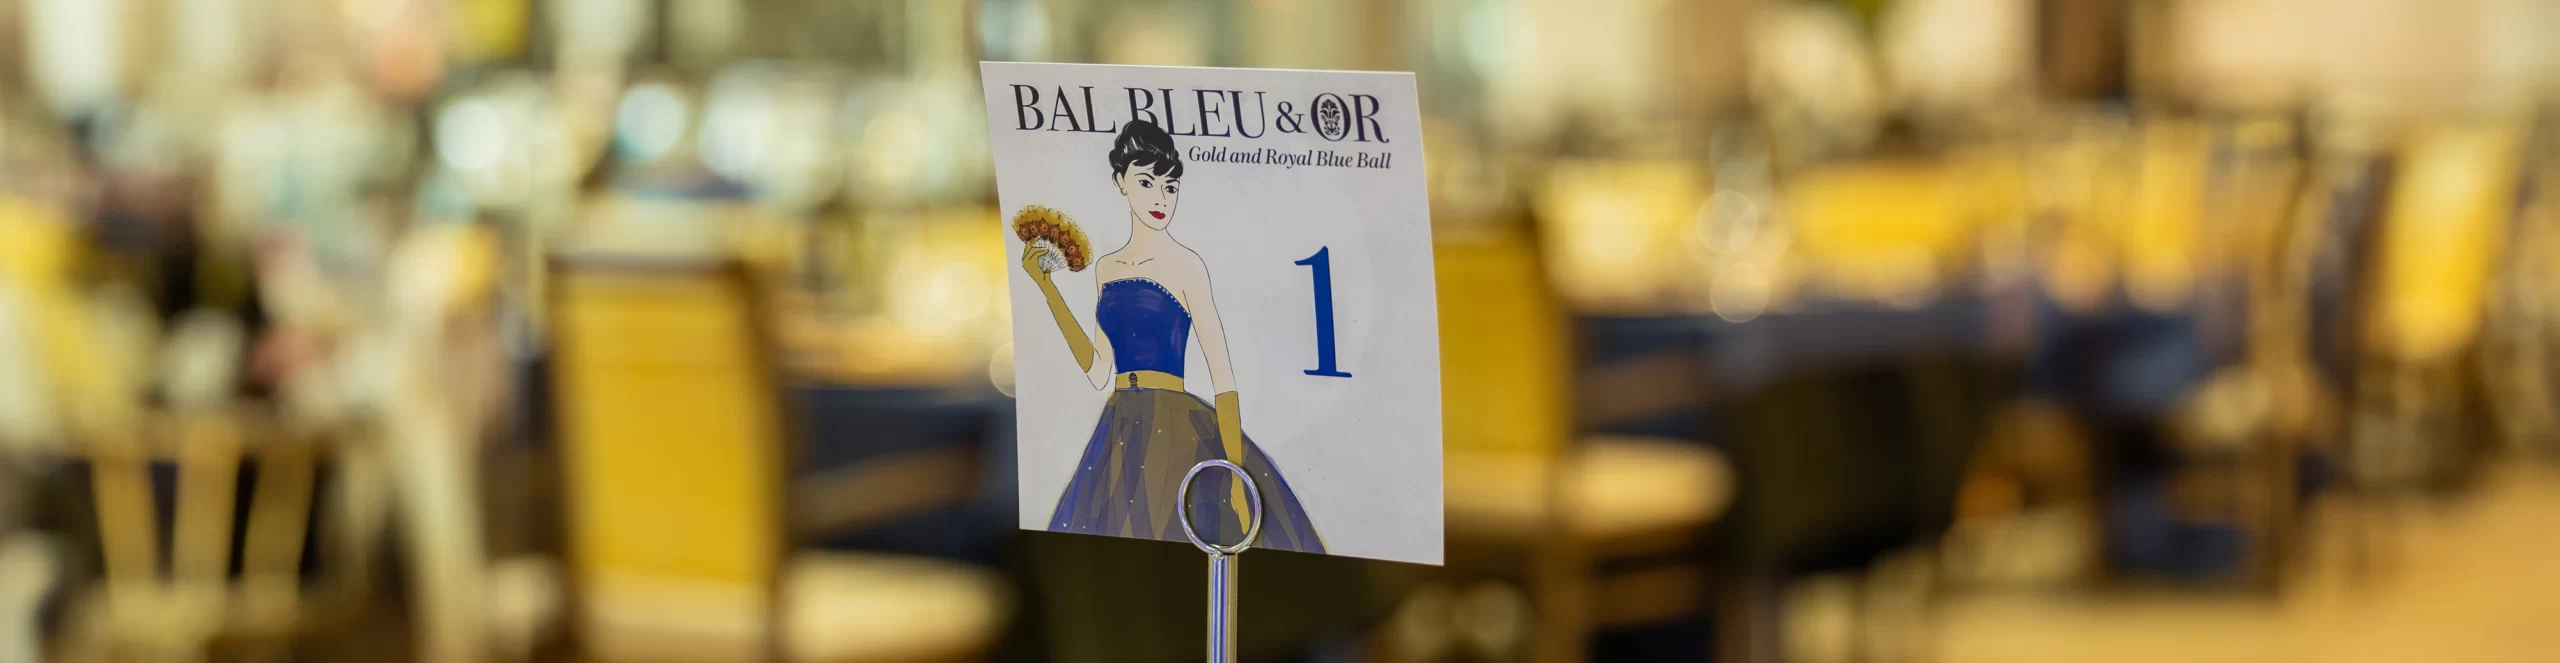 BAL BLEU & OR
Gold and Royal Blue Ball
1